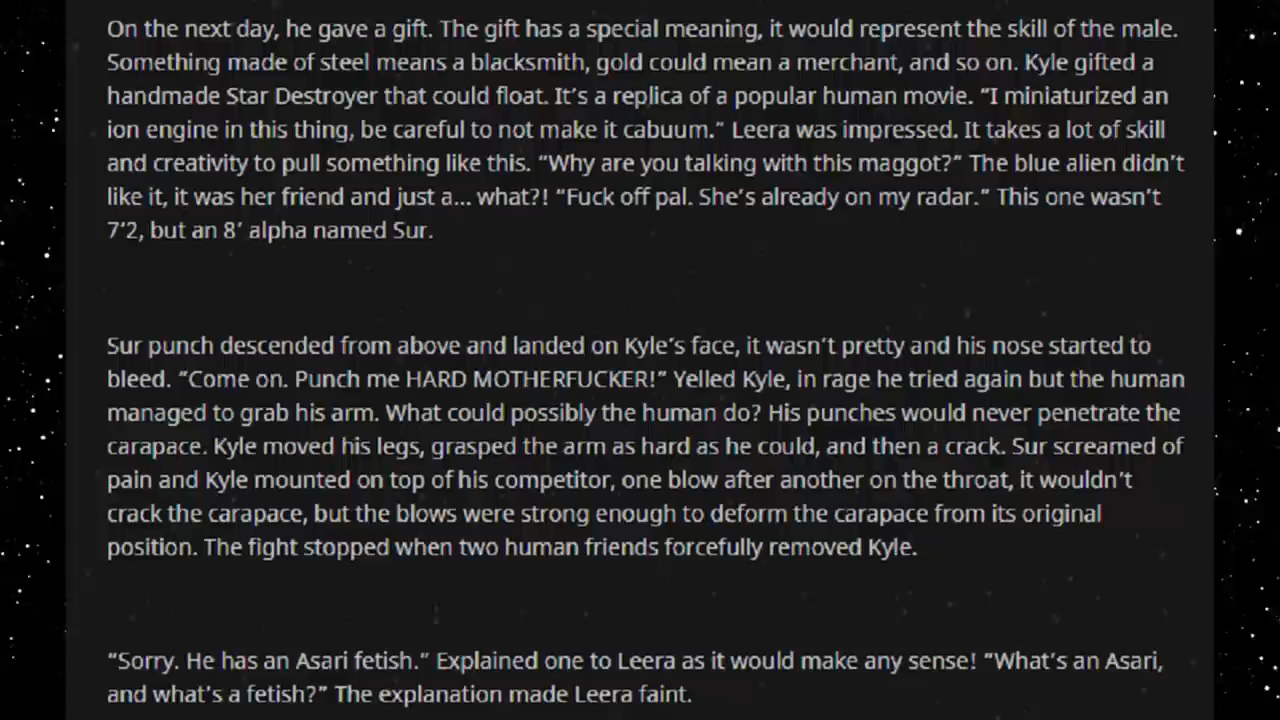 On the next day, he gave a gift. The gift has a special meaning, it would represent the skill of the male.
Something made of steel means a blacksmith, gold could mean a merchant, and so on. Kyle gifted a
handmade Star Destroyer that could float. It’s a replica of a popular human movie. “I miniaturized an
ion engine in this thing, be careful to not make it cabuum.” Leera was impressed. It takes a lot of skill
and creativity to pull something like this. “Why are you talking with this maggot?” The blue alien didn’t
like it, it was her friend and just a... what?! “Fuck off pal. She’s already on my radar.” This one wasn’t
7’2, but an 8’ alpha named Sur.
Sur punch descended from above and landed on Kyle’s face, it wasn’t pretty and his nose started to
bleed. “Come on. Punch me HARD MOTHERFUCKER!” Yelled Kyle, in rage he tried again but the human
managed to grab his arm. What could possibly the human do? His punches would never penetrate the
carapace. Kyle moved his legs, grasped the arm as hard as he could, and then a crack. Sur screamed of
pain and Kyle mounted on top of his competitor, one blow after another on the throat, it wouldn’t
crack the carapace, but the blows were strong enough to deform the carapace from its original
position. The fight stopped when two human friends forcefully removed Kyle.
“Sorry. He has an Asari fetish.” Explained one to Leera as it would make any sense! “What’s an Asari,
and what’s a fetish?” The explanation made Leera faint.